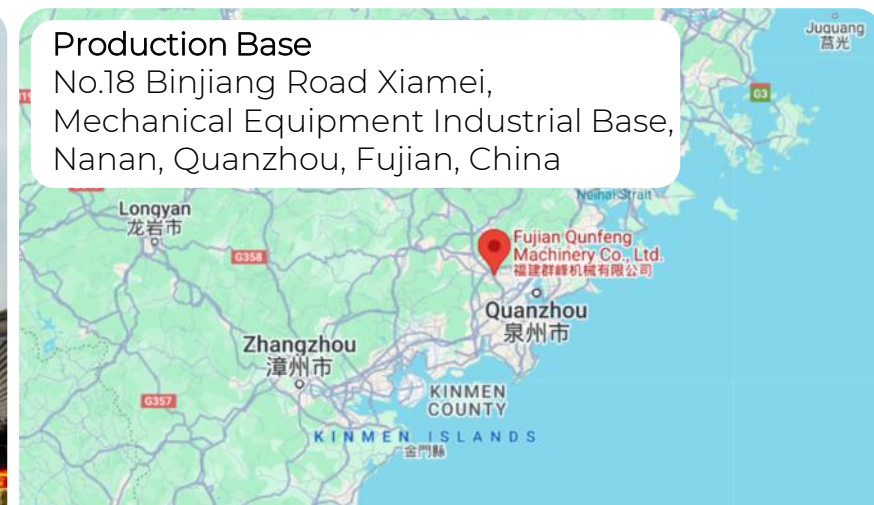 Production Base
No.18 Binjiang Road Xiamei,
Mechanical Equipment Industrial Base,
Nanan, Quanzhou, Fujian, China
Juguang
莒光
G3
Neihai Strait
Longyan
龙岩市
G358
Fujian Qunfeng
Machinery Co., Ltd.
福建群峰机械有限公司
Quanzhou
泉州市
Zhangzhou
漳州市
G357
KINMEN
COUNTY
KINMEN ISLANDS
金門縣